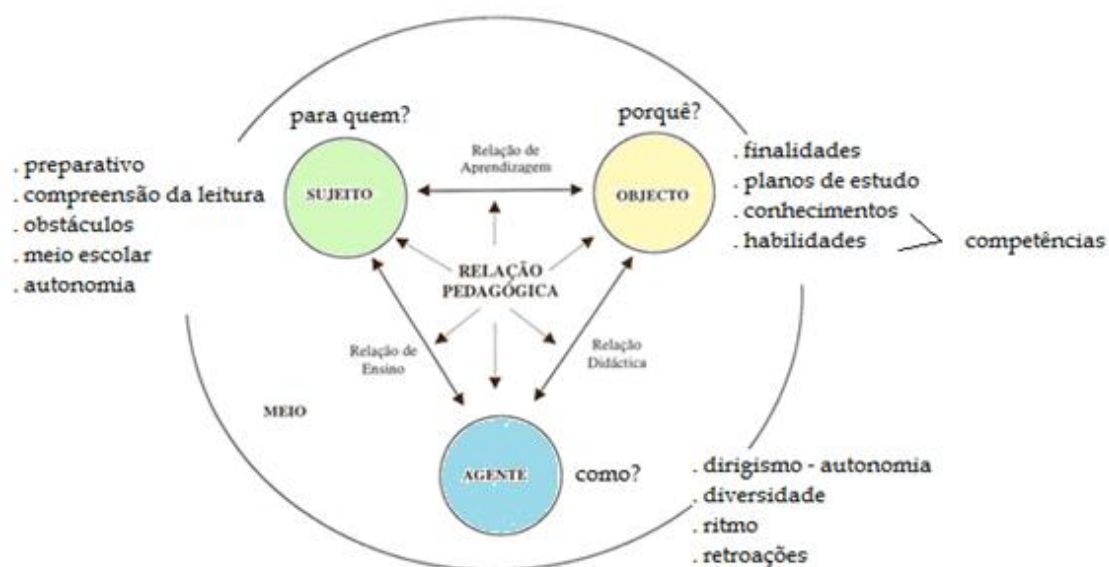 para quem?
porquê?
. preparativo
. compreensão da leitura
. obstáculos
. meio escolar
. autonomia
SUJEITO
Relação de
Aprendizagem
OBJECTO
. finalidades
. planos de estudo
. conhecimentos
. habilidades
competências
RELAÇÃO
PEDAGÓGICA
Relação de
Ensino
Relação
Didáctica
MEIO
AGENTE
como?
. dirigismo - autonomia
. diversidade
. ritmo
. retroações